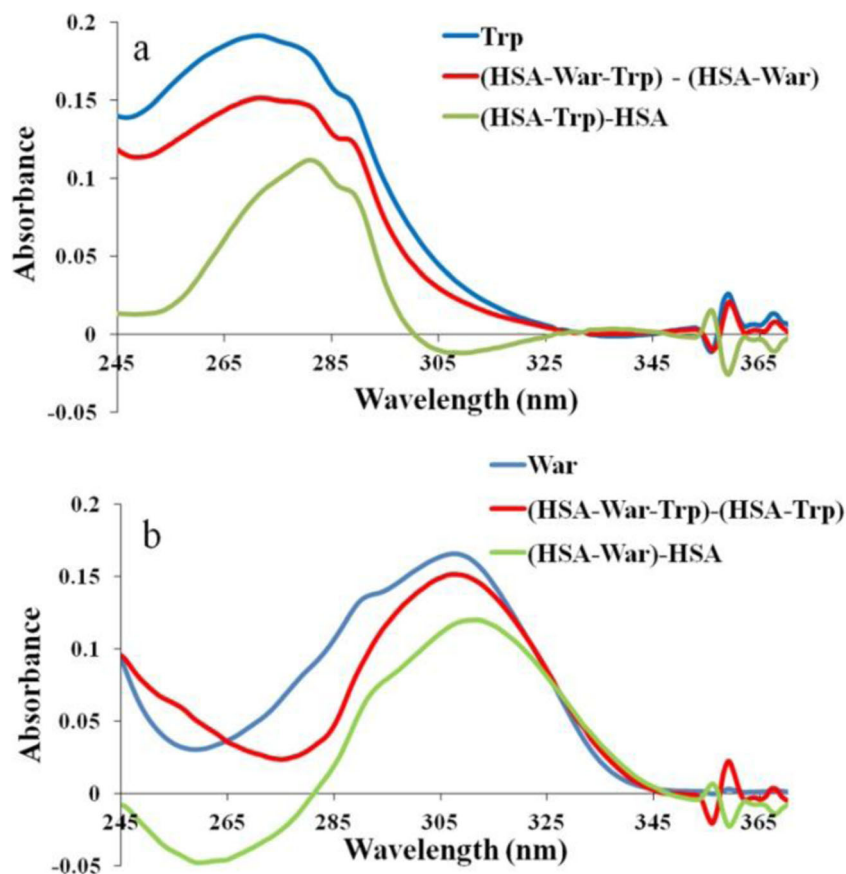 a
0.2
Trp
(HSA-War-Trp) - (HSA-War)
(HSA-Trp)-HSA
0.15
0.1
0.05
0
-0.05
245 265 285 305 325 345 365
Absorbance
Wavelength (nm)
b
War
(HSA-War-Trp)-(HSA-Trp)
(HSA-War)-HSA
0.2
0.15
0.1
0.05
0
-0.05
245 265 285 305 325 345 365
Absorbance
Wavelength (nm)